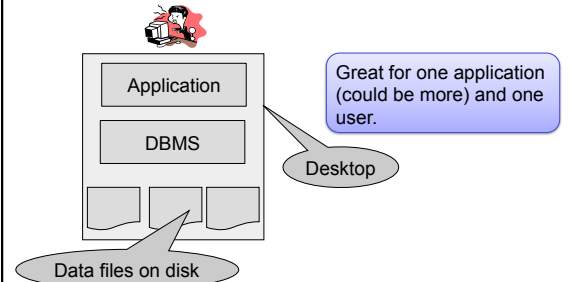 Application
Great for one application
(could be more) and one
user.
DBMS
Desktop
Data files on disk